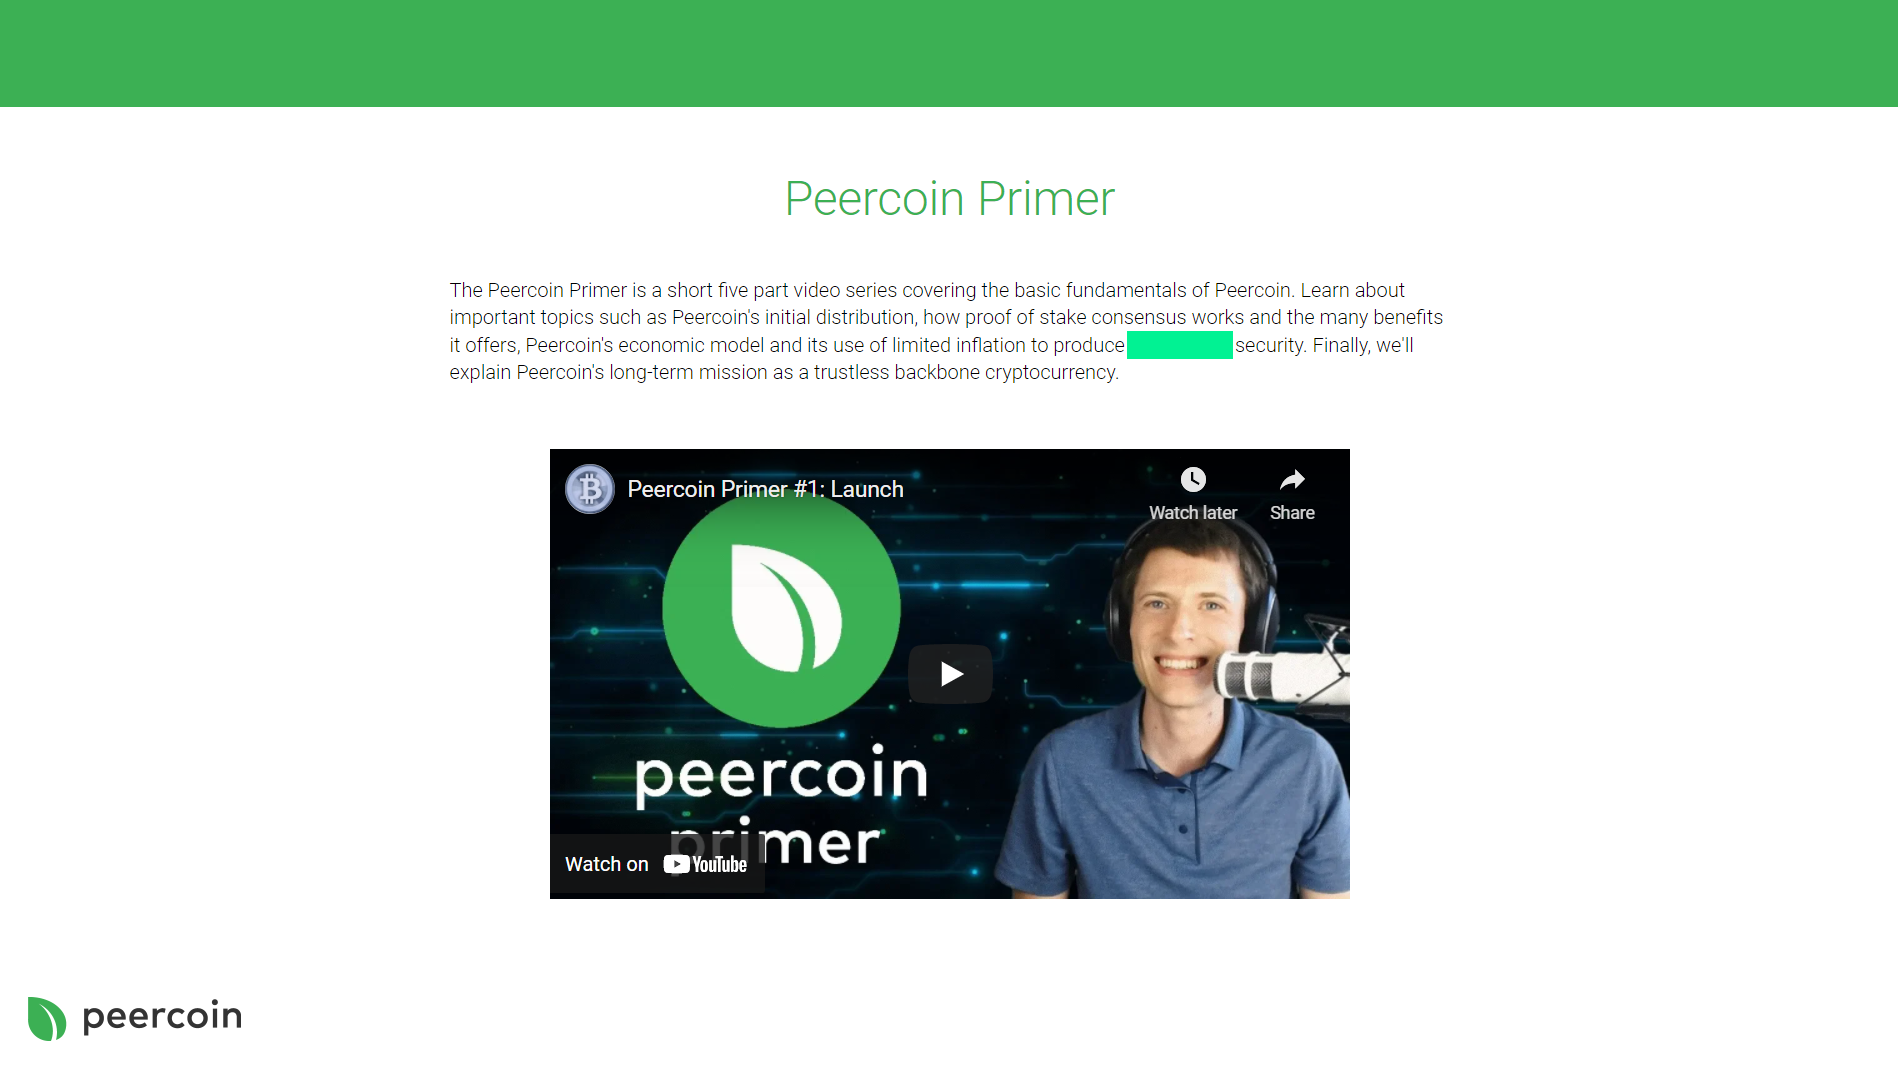 Peercoin Primer
The Peercoin Primer is a short five part video series covering the basic fundamentals of Peercoin. Learn about
important topics such as Peercoin's initial distribution, how proof of stake consensus works and the many benefits
it offers, Peercoin's economic model and its use of limited inflation to produce security. Finally, we'll
explain Peercoin's long-term mission as a trustless backbone cryptocurrency.
Peercoin Primer #1: Launch
Watch later
Share
peercoin
primer
Watch on YouTube
peercoin